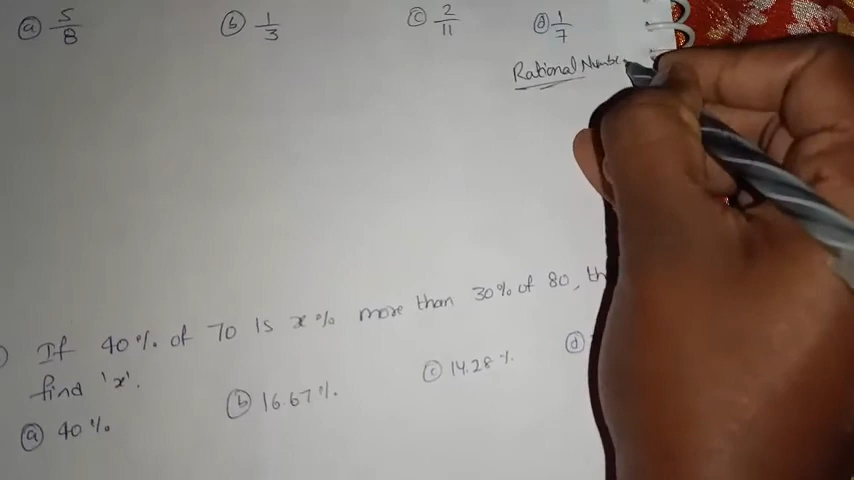 ⓐ 5/8 ⓑ 1/3 ⓒ 2/11 ⓓ 1/7
Rational Numbe
If 40% of 70 is x% more than 30% of 80, th
find 'x'.
ⓐ 40% ⓑ 16.67% ⓒ 14.28% ⓓ